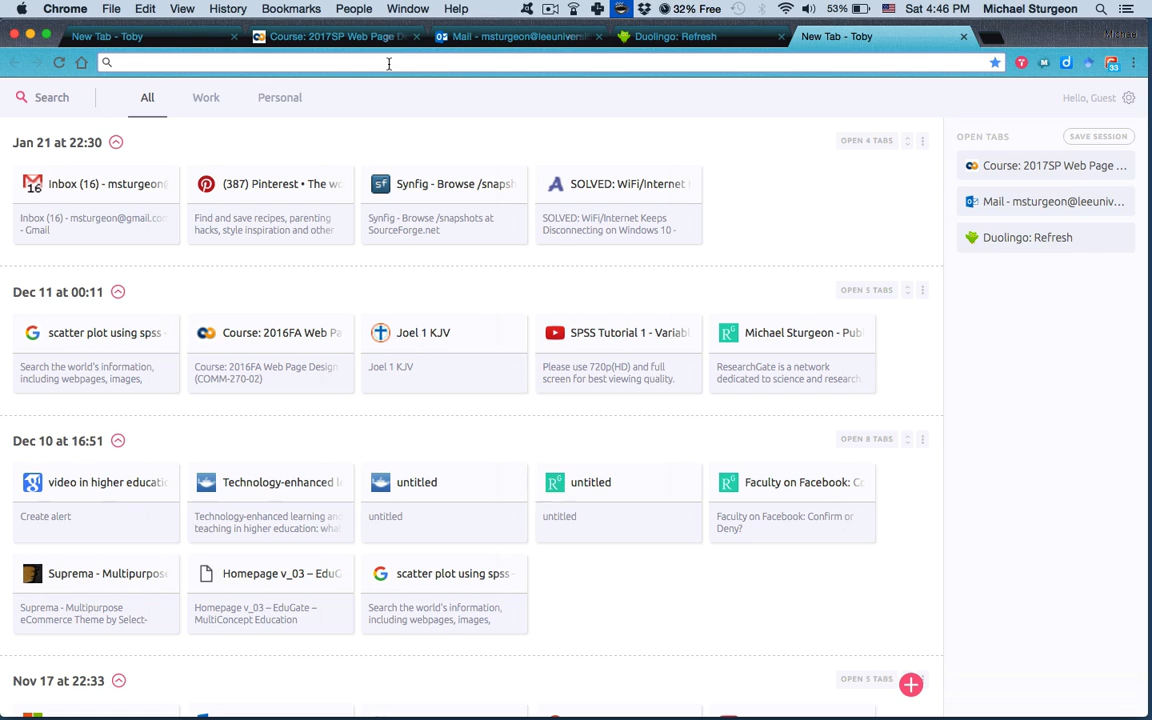 Chrome File Edit View History Bookmarks People Window Help 32% Free 53% Sat 4:46 PM Michael Sturgeon
New Tab - Toby Course: 2017SP Web Page D Mail - msturgeon@leeunivers Duolingo: Refresh New Tab - Toby
33
Search All Work Personal Hello, Guest
Jan 21 at 22:30 OPEN 4 TABS
Inbox (16) - msturgeon@ (387) Pinterest • The wo Synfig - Browse /snapsh SOLVED: WiFi/Internet
Inbox (16) - msturgeon@gmail.com
- Gmail
Find and save recipes, parenting
hacks, style inspiration and other
Synfig - Browse /snapshots at
SourceForge.net
SOLVED: WiFi/Internet Keeps
Disconnecting on Windows 10 -
Dec 11 at 00:11 OPEN 5 TABS
scatter plot using spss - Course: 2016FA Web Pa Joel 1 KJV SPSS Tutorial 1 - Variab Michael Sturgeon - Pub
Search the world's information,
including webpages, images,
Course: 2016FA Web Page Design
(COMM-270-02)
Joel 1 KJV
Please use 720p(HD) and full
screen for best viewing quality.
ResearchGate is a network
dedicated to science and research.
Dec 10 at 16:51 OPEN 8 TABS
video in higher educatio Technology-enhanced le untitled untitled Faculty on Facebook: Co
Create alert
Technology-enhanced learning and
teaching in higher education: what
untitled
untitled
Faculty on Facebook: Confirm or
Deny?
Suprema - Multipurpose Homepage v_03 – EduG scatter plot using spss -
Suprema - Multipurpose
eCommerce Theme by Select-
Homepage v_03 – EduGate –
MultiConcept Education
Search the world's information,
including webpages, images,
Nov 17 at 22:33 OPEN 5 TABS
OPEN TABS SAVE SESSION
Course: 2017SP Web Page ...
Mail - msturgeon@leeuniv...
Duolingo: Refresh